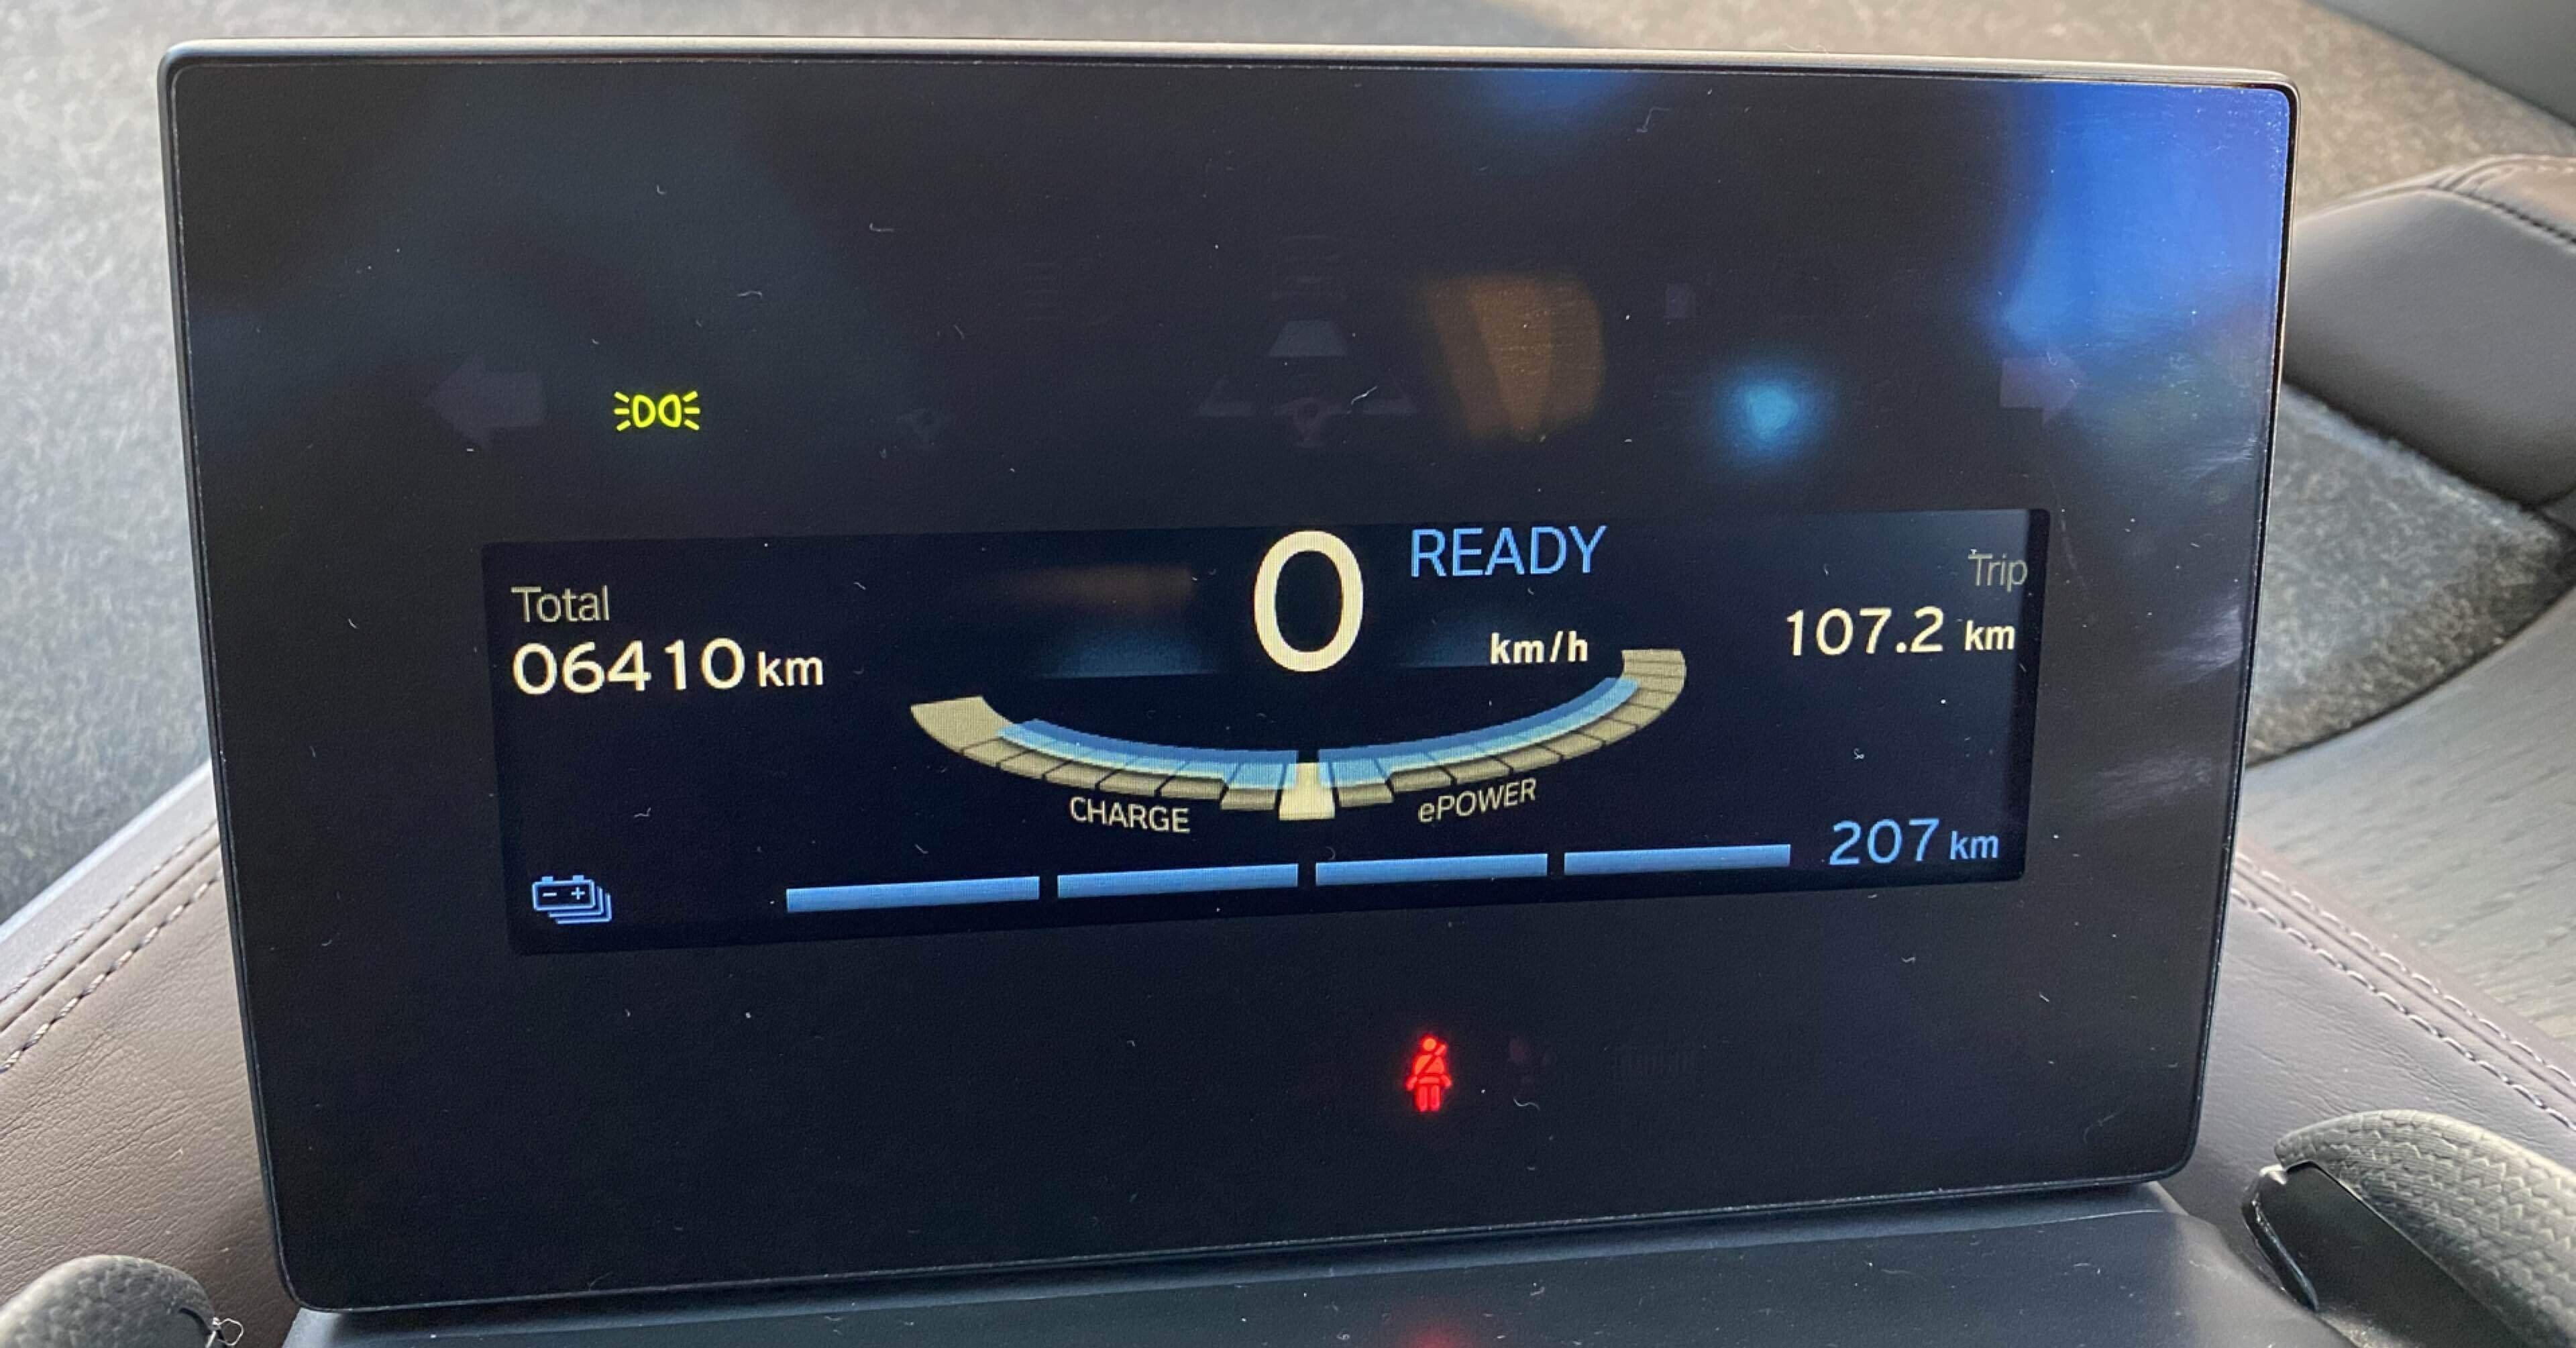 0 READY
km/h
Total
06410 km
Trip
107.2 km
CHARGE
ePOWER
- +
207 km